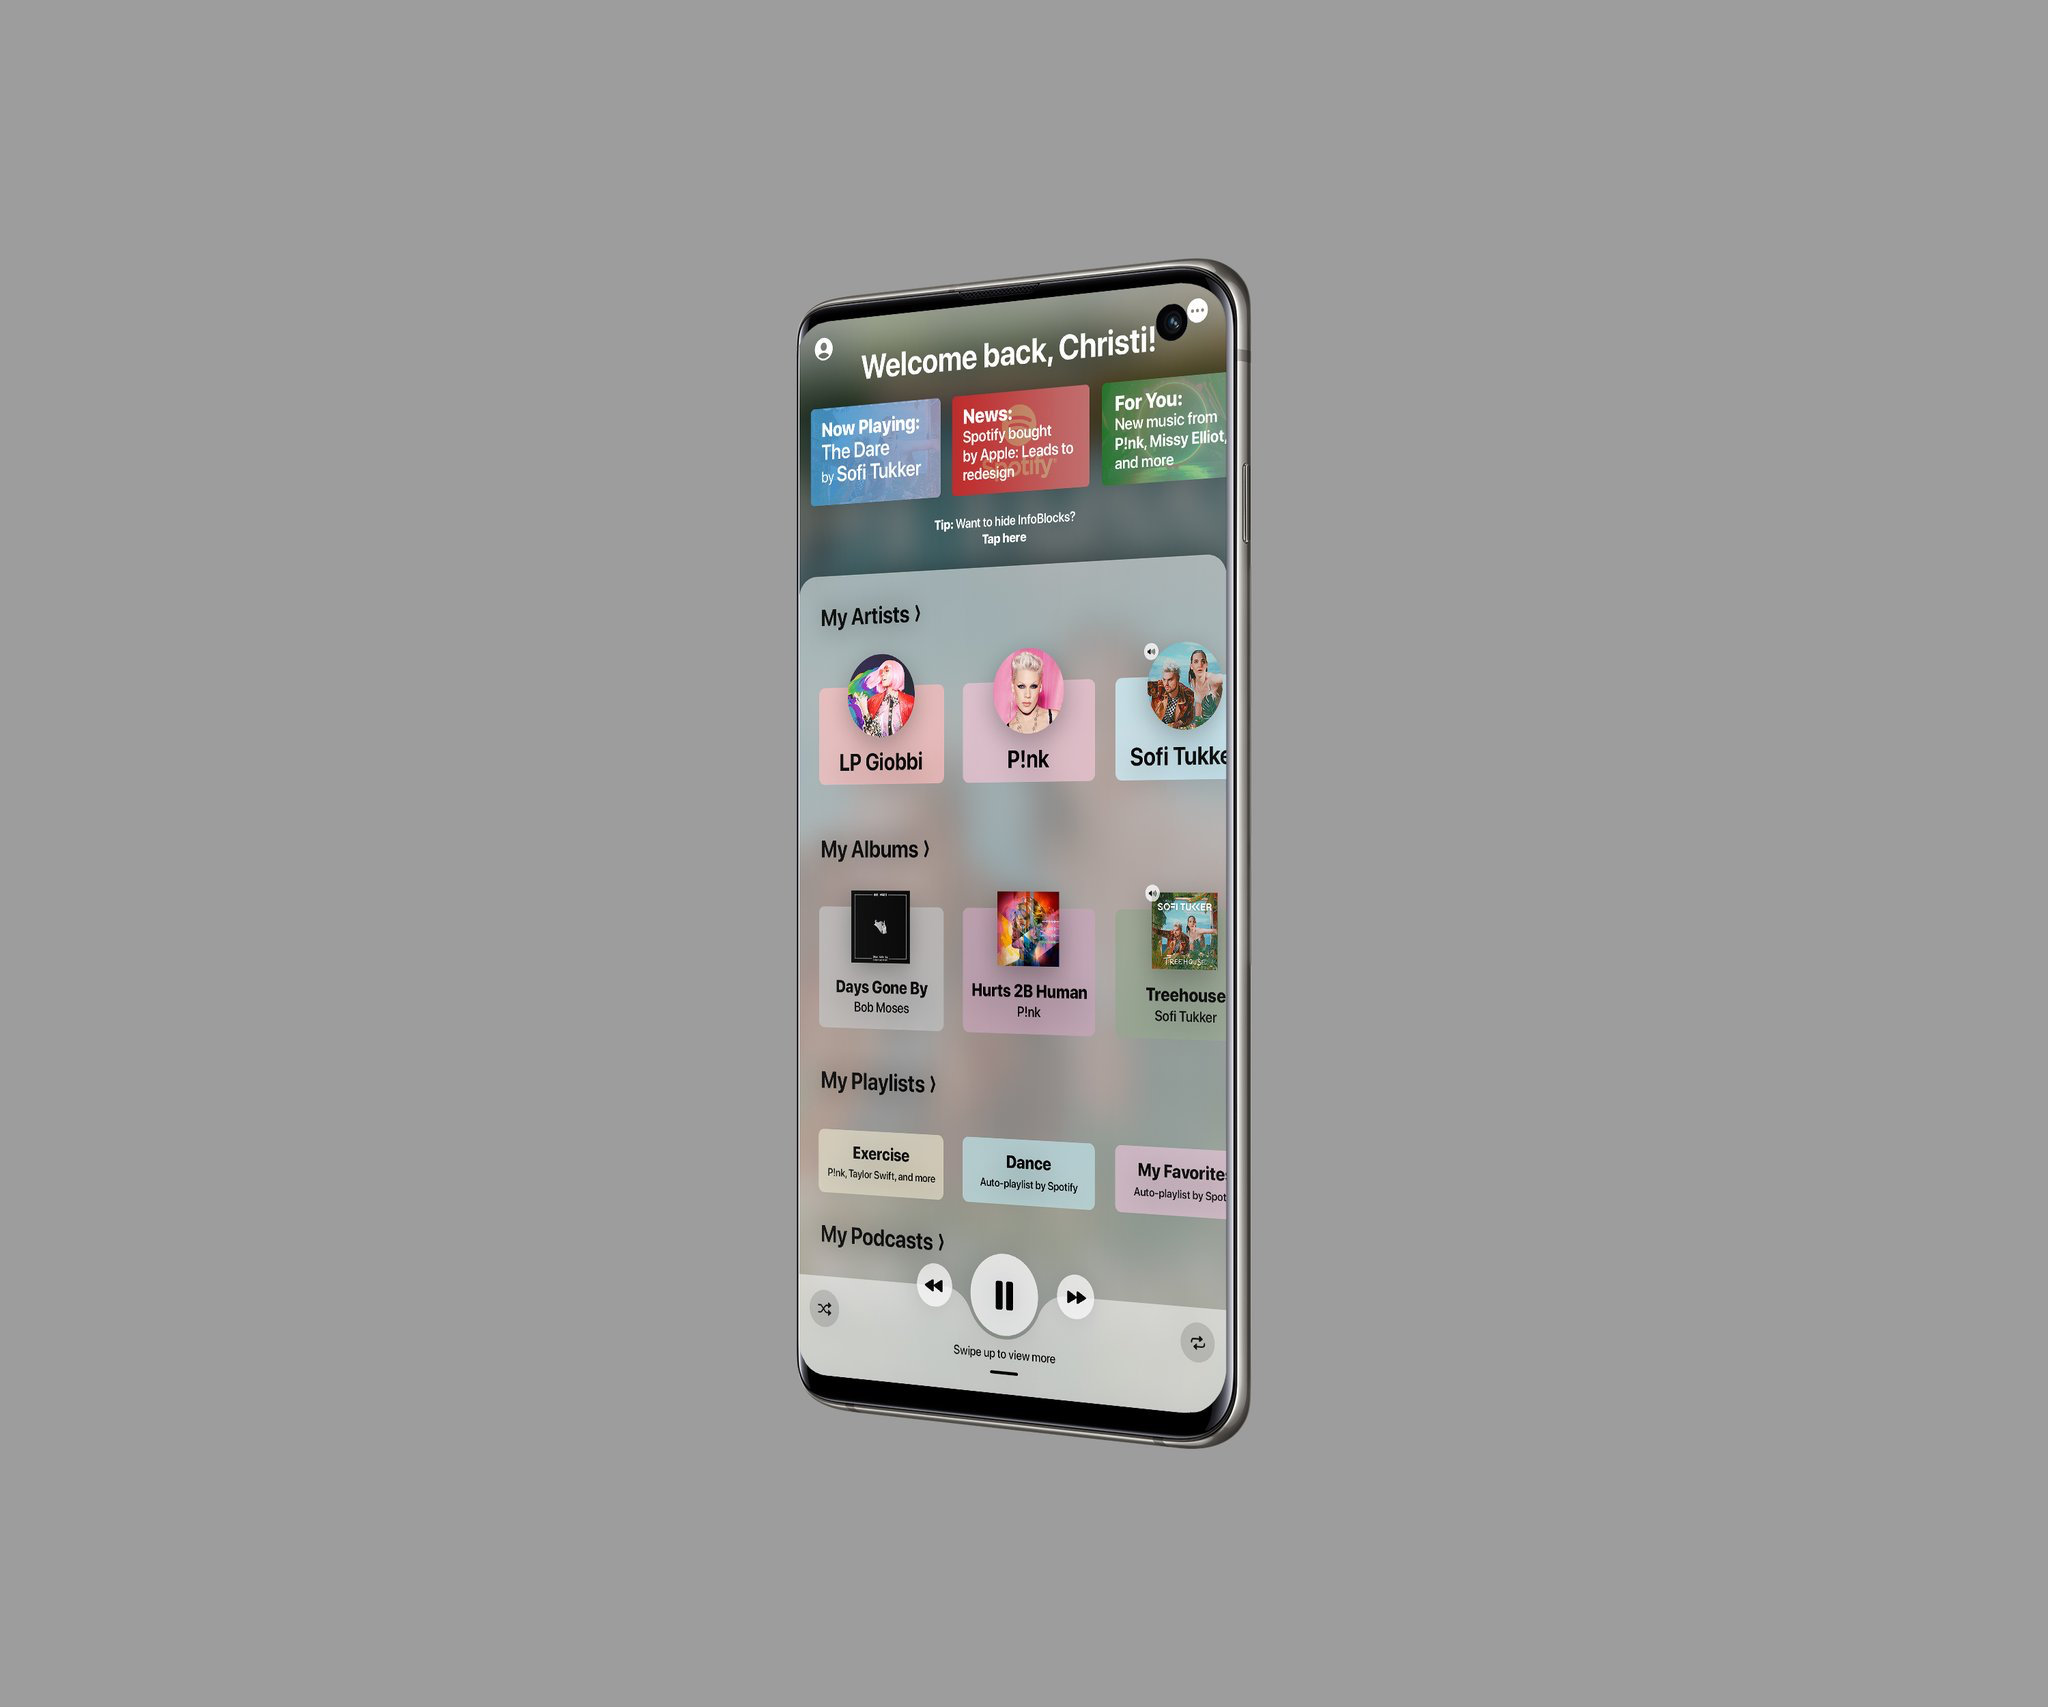 Welcome back, Christi!
Now Playing:
The Dare
by Sofi Tukker
News:
Spotify bought
by Apple: Leads to
redesign
Spotify
For You:
New music from
P!nk, Missy Elliot,
and more
Tip: Want to hide InfoBlocks?
Tap here
My Artists
LP Giobbi
P!nk
Sofi Tukke
My Albums
Days Gone By
Bob Moses
Hurts 2B Human
P!nk
SOFI TUKKER
TREEHOUSE
Treehouse
Sofi Tukker
My Playlists
Exercise
P!nk, Taylor Swift, and more
Dance
Auto-playlist by Spotify
My Favorites
Auto-playlist by Spot
My Podcasts
Swipe up to view more